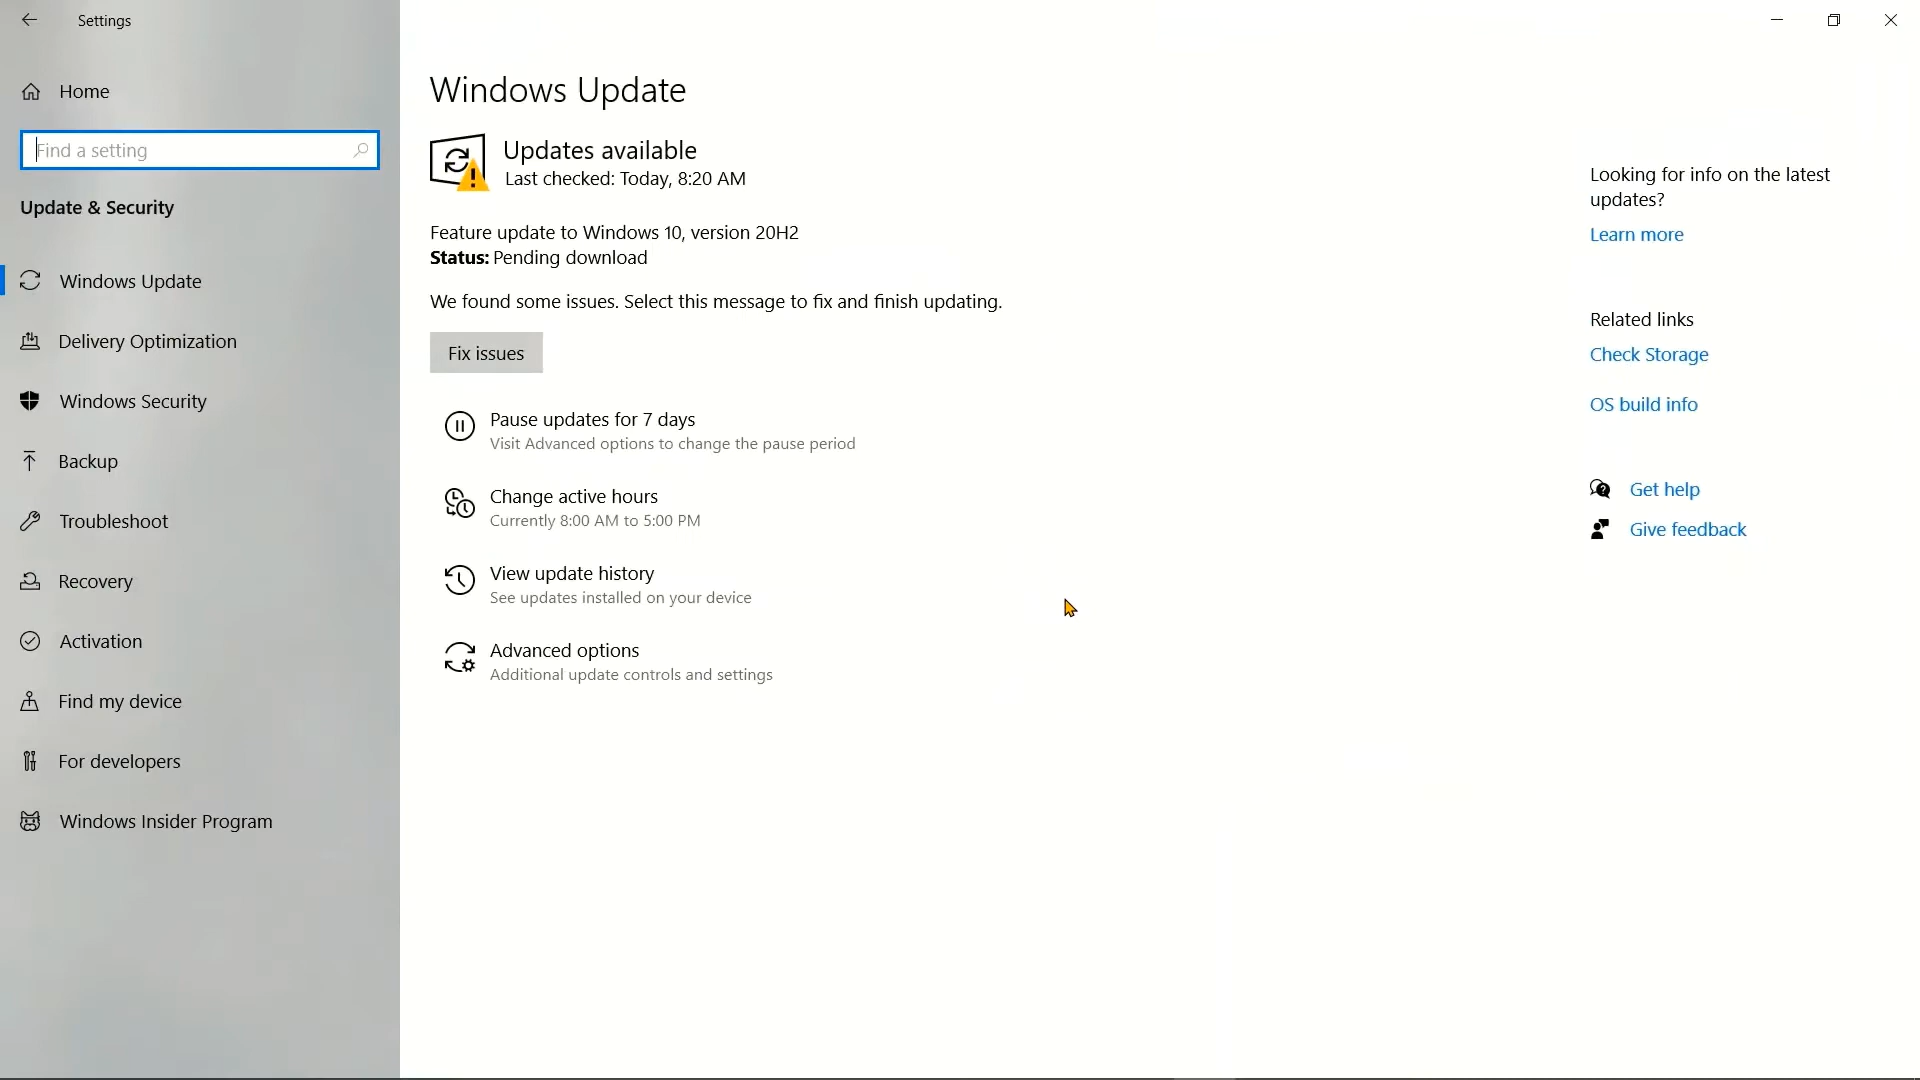 Settings
Home
Find a setting
Update & Security
Windows Update
Delivery Optimization
Windows Security
Backup
Troubleshoot
Recovery
Activation
Find my device
For developers
Windows Insider Program
Windows Update
Updates available
Last checked: Today, 8:20 AM
Feature update to Windows 10, version 20H2
Status: Pending download
We found some issues. Select this message to fix and finish updating.
Fix issues
Pause updates for 7 days
Visit Advanced options to change the pause period
Change active hours
Currently 8:00 AM to 5:00 PM
View update history
See updates installed on your device
Advanced options
Additional update controls and settings
Looking for info on the latest
updates?
Learn more
Related links
Check Storage
OS build info
Get help
Give feedback